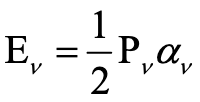 E_ν = 1/2 P_ν α_ν